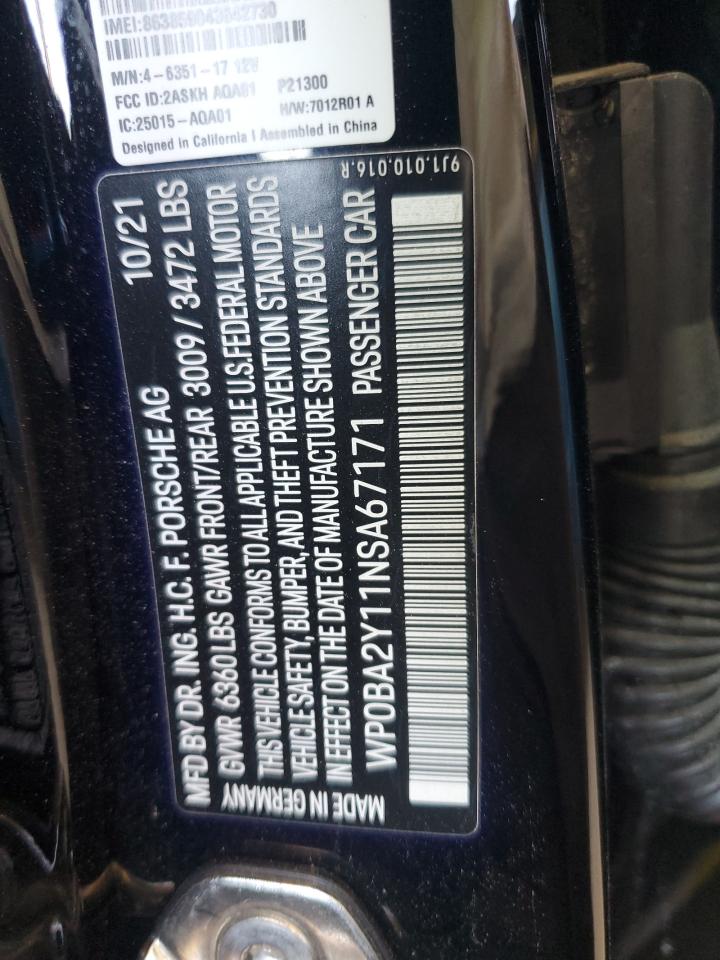 IMEI:863859043642730
M/N:4-6351-17 12V
FCC ID:2ASKH AQA01 P21300
IC:25015-AQA01 H/W:7012R01 A
Designed in California I Assembled in China
9J1.010.016.R
MFD BY DR. ING. H.C. F. PORSCHE AG 10/21
GVWR 6360 LBS GAWR FRONT/REAR 3009 / 3472 LBS
THIS VEHICLE CONFORMS TO ALL APPLICABLE U.S. FEDERAL MOTOR
VEHICLE SAFETY, BUMPER, AND THEFT PREVENTION STANDARDS
IN EFFECT ON THE DATE OF MANUFACTURE SHOWN ABOVE
WP0BA2Y11NSA67171 PASSENGER CAR
MADE IN GERMANY